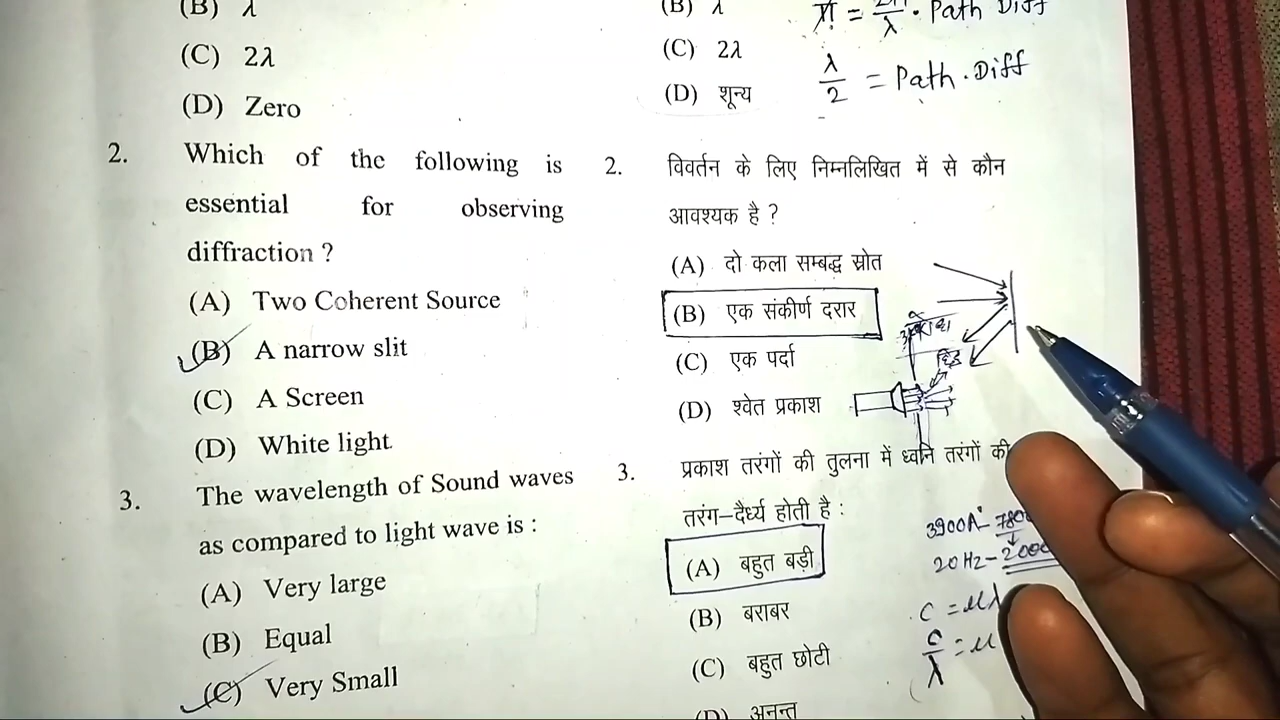 (B) λ
(C) 2λ
(D) Zero
2. Which of the following is
essential for observing
diffraction ?
(A) Two Coherent Source
(B) A narrow slit
(C) A Screen
(D) White light
3. The wavelength of Sound waves
as compared to light wave is :
(A) Very large
(B) Equal
(C) Very Small
(B) λ
(C) 2λ
(D) शून्य
2. विवर्तन के लिए निम्नलिखित में से कौन
आवश्यक है ?
(A) दो कला सम्बद्ध स्रोत
(B) एक संकीर्ण दरार
(C) एक पर्दा
(D) श्वेत प्रकाश
3. प्रकाश तरंगों की तुलना में ध्वनि तरंगों की
तरंग–दैर्ध्य होती है :
(A) बहुत बड़ी
(B) बराबर
(C) बहुत छोटी
(D) अनन्त
Path Diff
λ/2 = Path . Diff
3900A° –
20 Hz –
c = uλ
c/λ = u